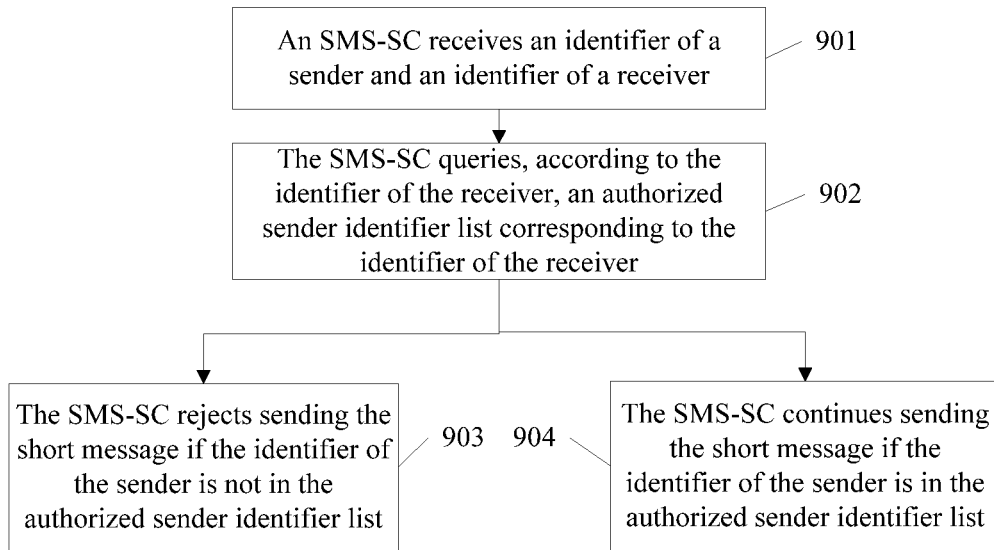 An SMS-SC receives an identifier of a
sender and an identifier of a receiver
901
The SMS-SC queries, according to the
identifier of the receiver, an authorized
sender identifier list corresponding to the
identifier of the receiver
902
The SMS-SC rejects sending the
short message if the identifier of
the sender is not in the
authorized sender identifier list
903
904
The SMS-SC continues sending
the short message if the
identifier of the sender is in the
authorized sender identifier list